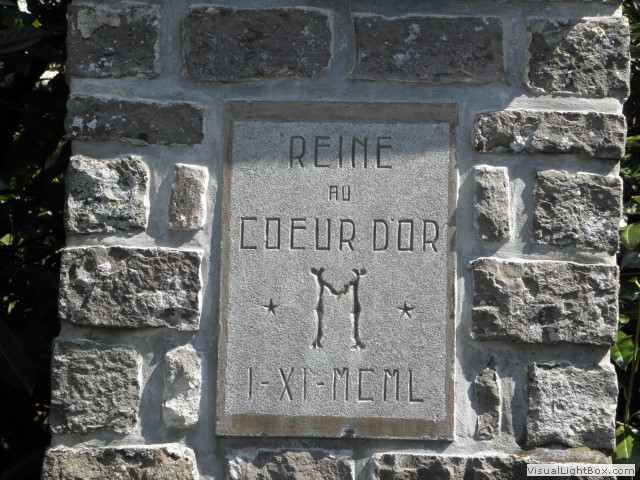 REINE
AU
COEUR D'OR
M
I-XI-MCML
VisualLightBox.com